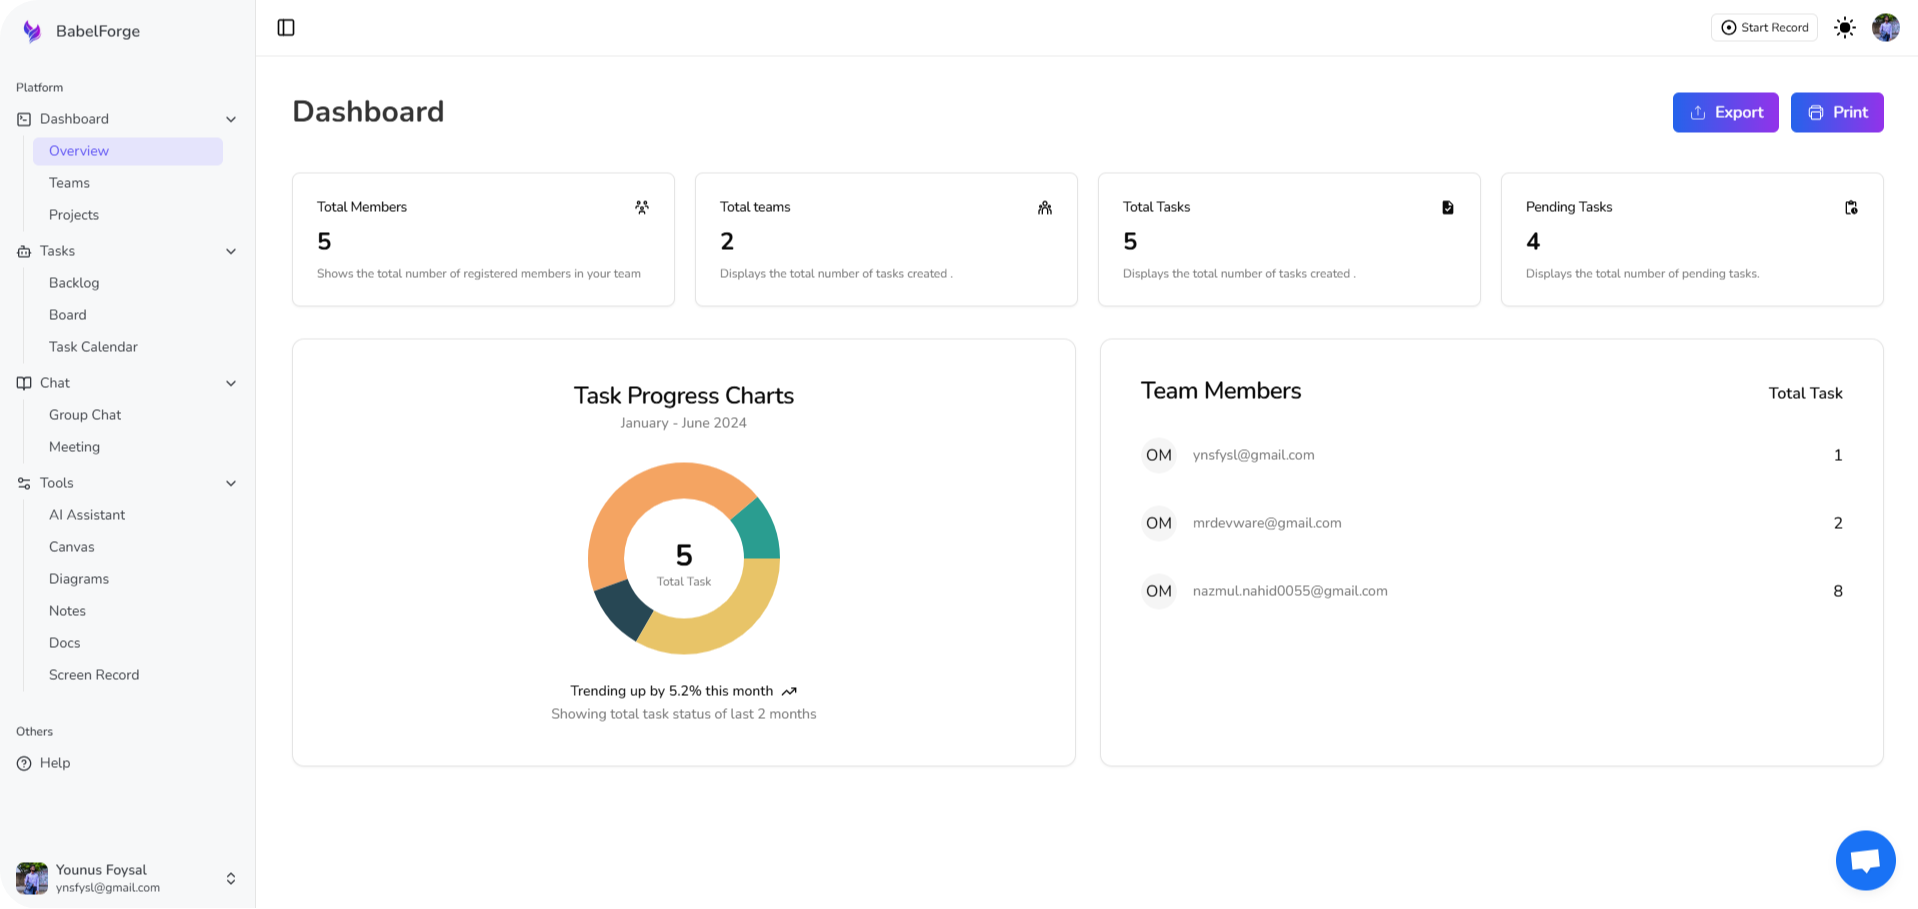 BabelForge
Start Record
Platform
Dashboard
Overview
Teams
Projects
Tasks
Backlog
Board
Task Calendar
Chat
Group Chat
Meeting
Tools
AI Assistant
Canvas
Diagrams
Notes
Docs
Screen Record
Others
Help
Younus Foysal
ynsfysl@gmail.com
Dashboard
Export
Print
Total Members
5
Shows the total number of registered members in your team
Total teams
2
Displays the total number of tasks created .
Total Tasks
5
Displays the total number of tasks created .
Pending Tasks
4
Displays the total number of pending tasks.
Task Progress Charts
January - June 2024
5
Total Task
Trending up by 5.2% this month
Showing total task status of last 2 months
Team Members
Total Task
OM ynsfysl@gmail.com 1
OM mrdevware@gmail.com 2
OM nazmul.nahid0055@gmail.com 8